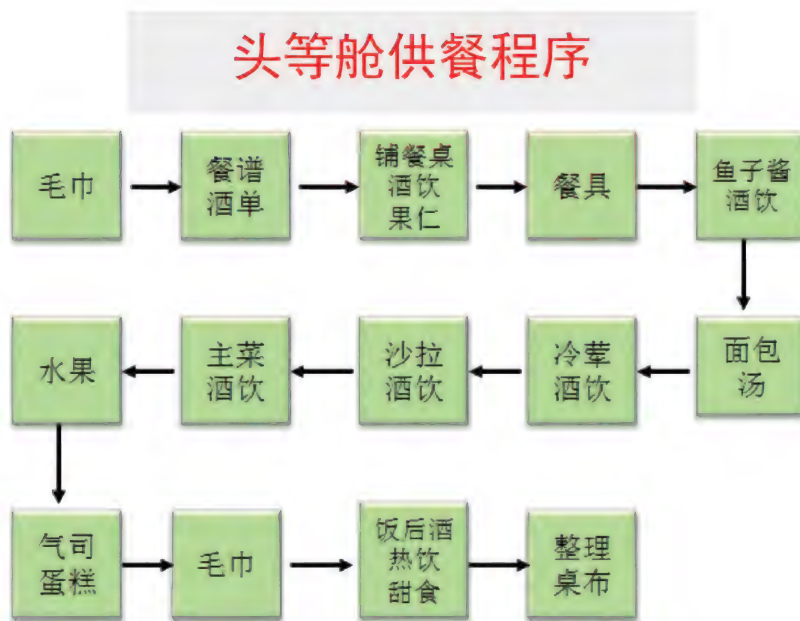 头等舱供餐程序
毛巾
餐谱
酒单
铺餐桌
酒饮
果仁
餐具
鱼子酱
酒饮
面包
汤
冷荤
酒饮
沙拉
酒饮
主菜
酒饮
水果
气司
蛋糕
毛巾
饭后酒
热饮
甜食
整理
桌布